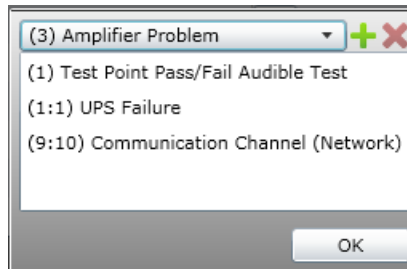 (3) Amplifier Problem
(1) Test Point Pass/Fail Audible Test
(1:1) UPS Failure
(9:10) Communication Channel (Network)
OK